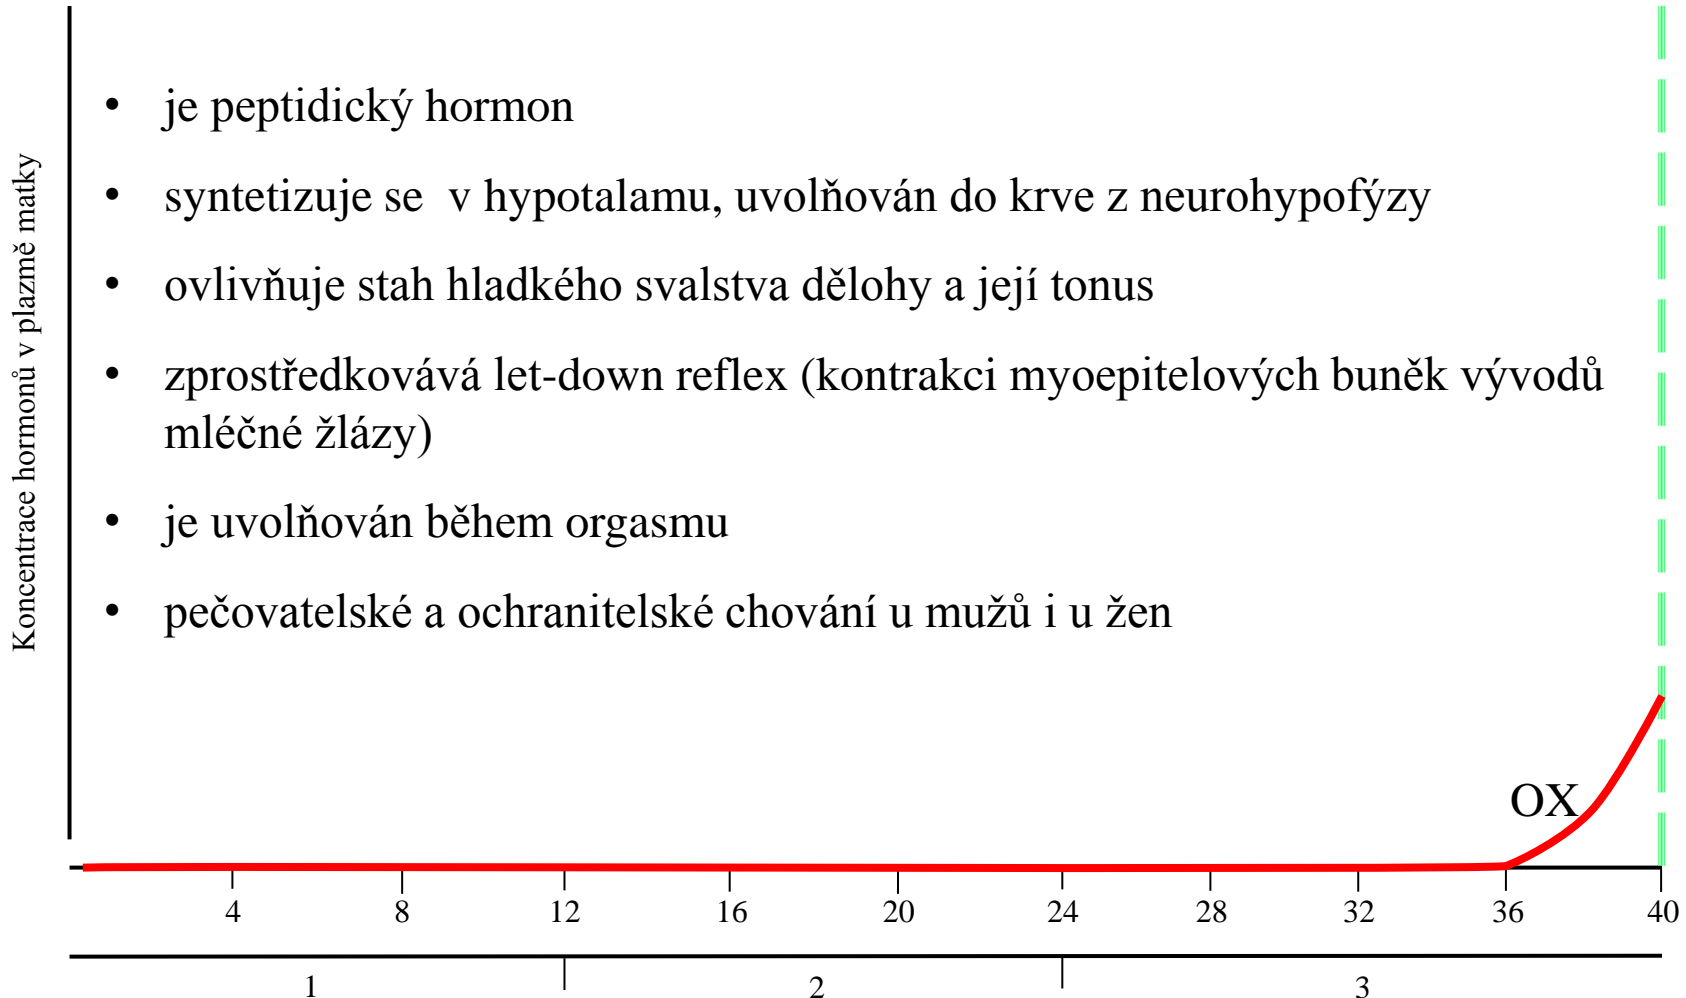 Koncentrace hormonů v plazmě matky
• je peptidický hormon
• syntetizuje se  v hypotalamu, uvolňován do krve z neurohypofýzy
• ovlivňuje stah hladkého svalstva dělohy a její tonus
• zprostředkovává let-down reflex (kontrakci myoepitelových buněk vývodů
mléčné žlázy)
• je uvolňován během orgasmu
• pečovatelské a ochranitelské chování u mužů i u žen
OX
4 8 12 16 20 24 28 32 36 40
1 2 3